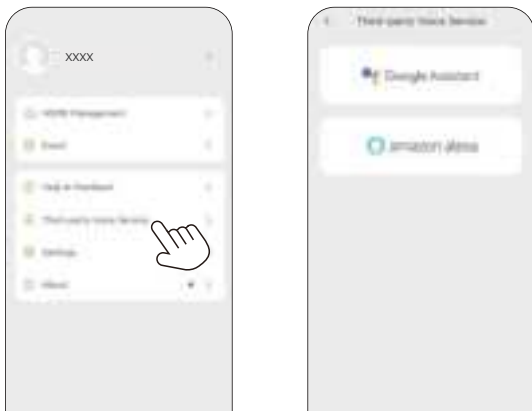 XXXX
HOME Management
Email
Help & Feedback
Third-party Voice Service
Settings
About
Third-party Voice Service
Google Assistant
amazon alexa